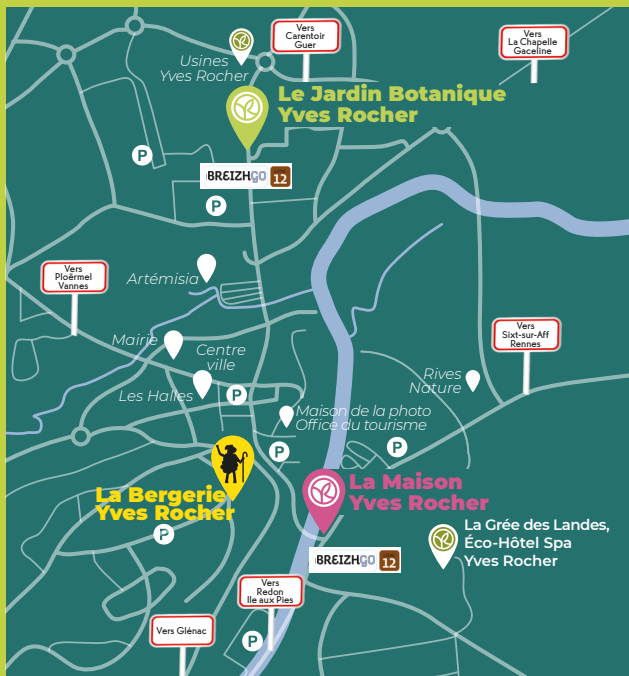 Vers
Carentoir
Guer
Vers
La Chapelle
Gaceline
Usines
Yves Rocher
Le Jardin Botanique
Yves Rocher
P
BREIZHGO 12
P
Vers
Ploërmel
Vannes
Artémisia
Mairie
Centre
ville
Vers
Sixt-sur-Aff
Rennes
Rives
Nature
Les Halles
P
Maison de la photo
Office du tourisme
P
P
La Bergerie
Yves Rocher
La Maison
Yves Rocher
P
La Grée des Landes,
Éco-Hôtel Spa
Yves Rocher
BREIZHGO 12
Vers
Redon
Ile aux Pies
Vers Glénac
P